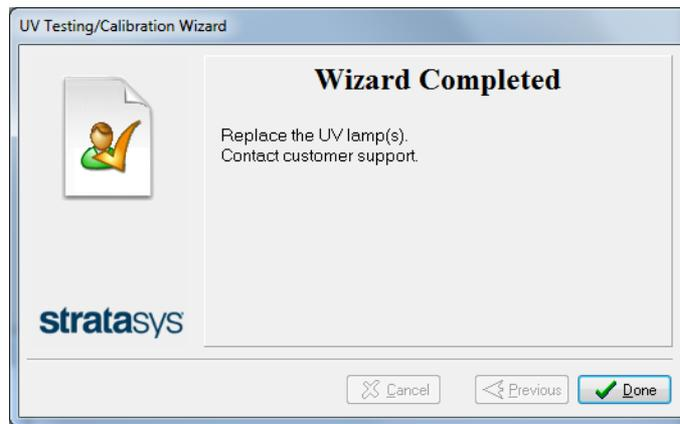 UV Testing/Calibration Wizard
Wizard Completed
Replace the UV lamp(s).
Contact customer support.
stratasys
Cancel
Previous
Done